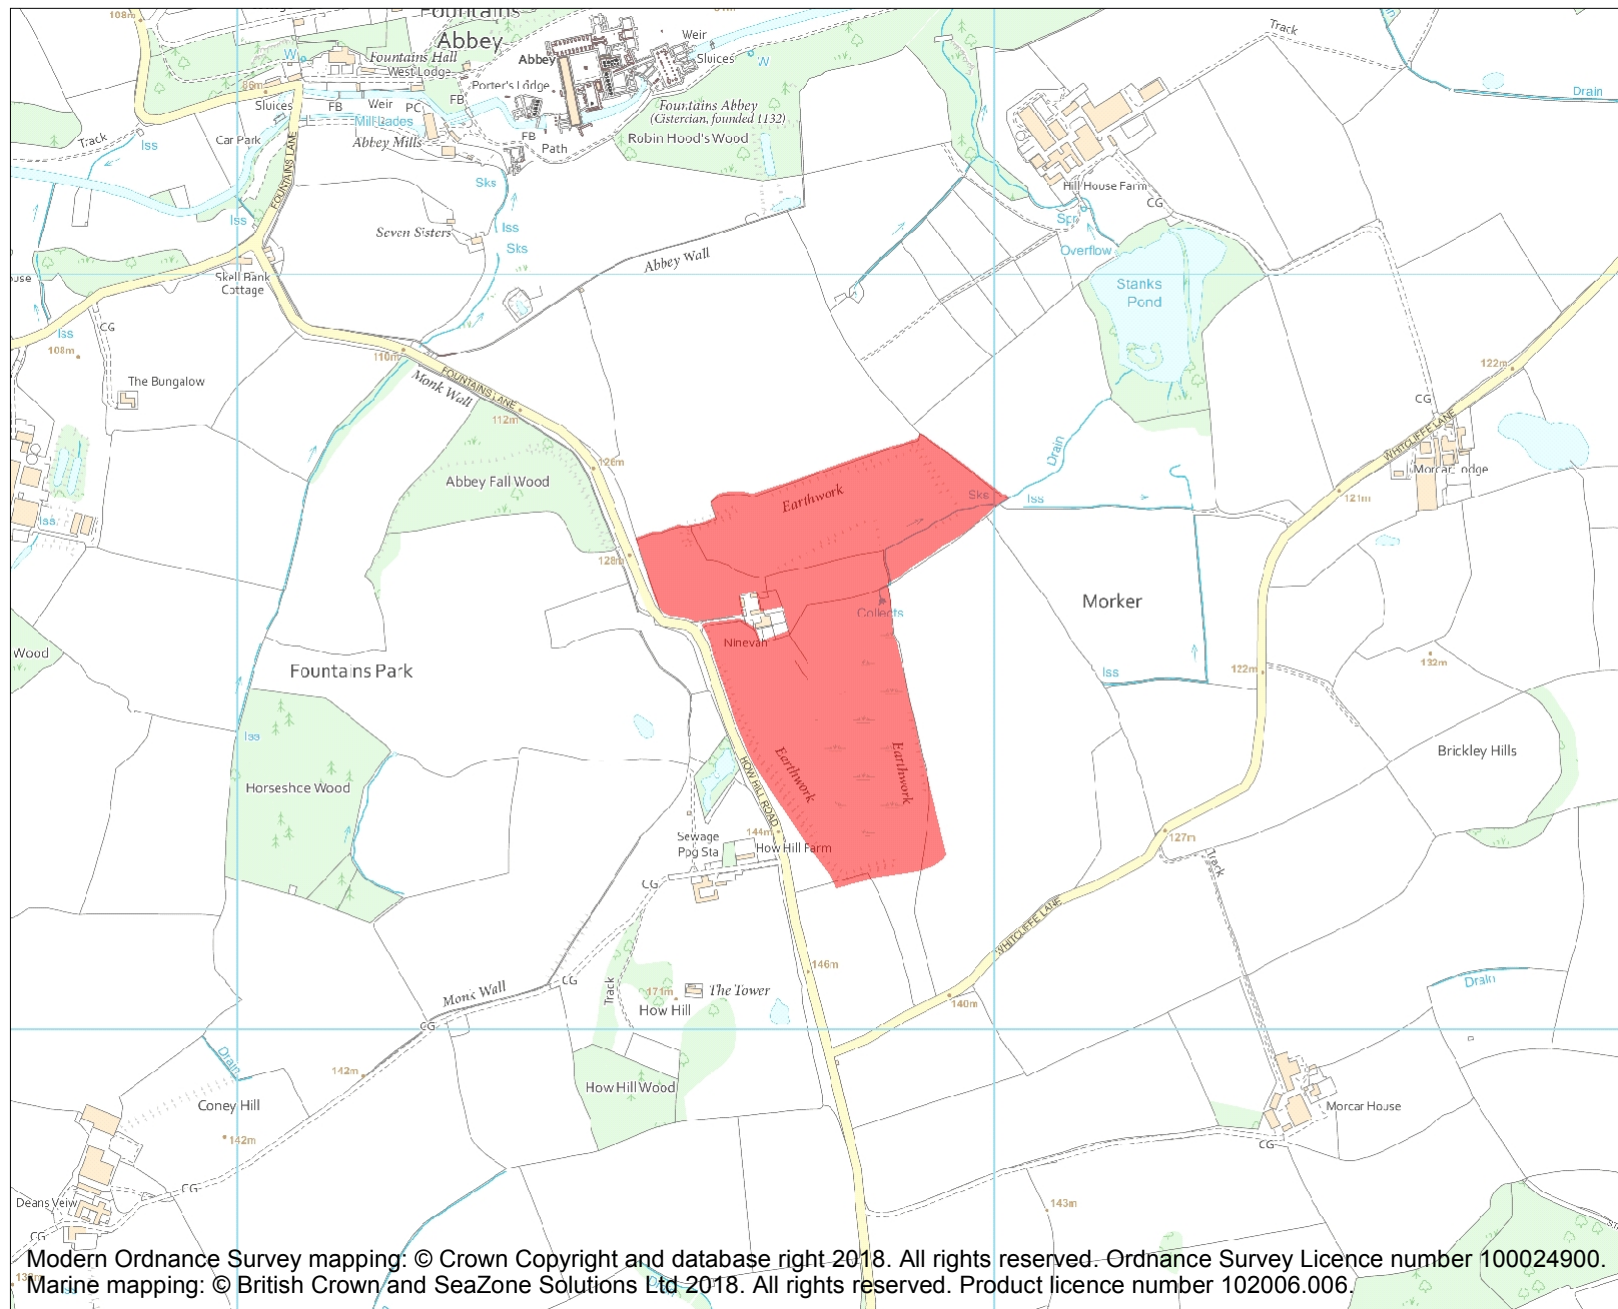 Fountains
Abbey
108m
Track
Weir
Sluices
W
Drain
W
Fountains Hall
West Lodge
Abbey
Porter's Lodge
86m
Sluices
FB
Weir
PC
FB
Mill Lades
Abbey Mills
FB
Path
Fountains Abbey
(Cistercian, founded 1132)
Robin Hood's Wood
Track
Iss
Car Park
FOUNTAINS LANE
Sks
Hill House Farm
CG
Spr
Overflow
Iss
Seven Sisters
Iss
Sks
Abbey Wall
Stanks
Pond
Skell Bank
Cottage
Iss
108m
CG
The Bungalow
110m
FOUNTAINS LANE
Monk Wall
112m
122m
CG
WHITCLIFFE LANE
Morcar Lodge
126m
Abbey Fall Wood
Earthwork
Drain
Sks
Iss
121m
Iss
128m
Morker
Collects
Ninevah
Wood
Fountains Park
Iss
122m
132m
Iss
Earthwork
Earthwork
HOW HILL ROAD
Brickley Hills
Horseshoe Wood
144m
Sewage
Ppg Sta
How Hill Farm
127m
Track
CG
WHITCLIFFE LANE
146m
Monk Wall
CG
Track
171m
The Tower
How Hill
140m
Drain
CG
Drain
142m
How Hill Wood
Coney Hill
142m
Morcar House
CG
CG
Deans Veiw
CG
143m
Modern Ordnance Survey mapping: © Crown Copyright and database right 2018. All rights reserved. Ordnance Survey Licence number 100024900.
Marine mapping: © British Crown and SeaZone Solutions Ltd 2018. All rights reserved. Product licence number 102006.006.